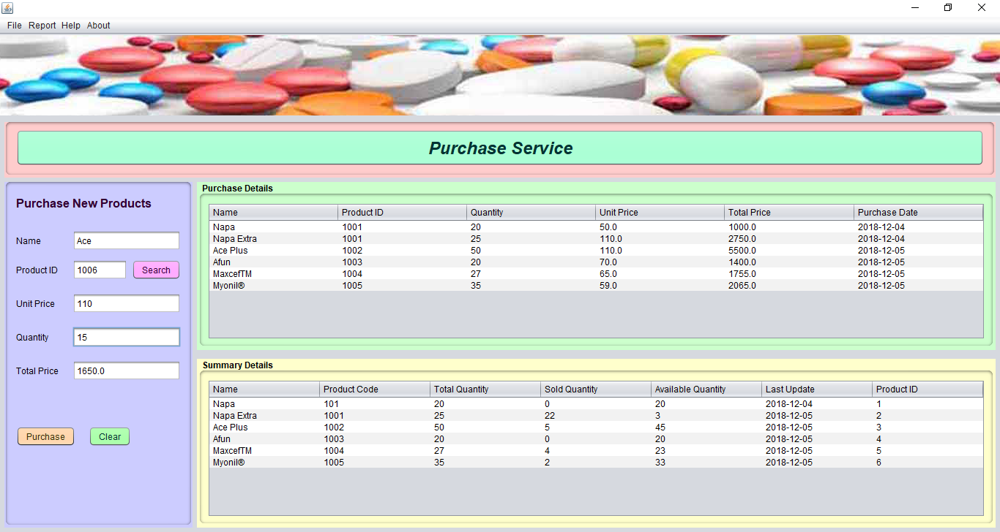 File Report Help About
Purchase Service
Purchase New Products
Name Ace
Product ID 1006 Search
Unit Price 110
Quantity 15
Total Price 1650.0
Purchase Clear
Purchase Details
Name Product ID Quantity Unit Price Total Price Purchase Date
Napa 1001 20 50.0 1000.0 2018-12-04
Napa Extra 1001 25 110.0 2750.0 2018-12-04
Ace Plus 1002 50 110.0 5500.0 2018-12-05
Afun 1003 20 70.0 1400.0 2018-12-05
MaxcefTM 1004 27 65.0 1755.0 2018-12-05
Myonil® 1005 35 59.0 2065.0 2018-12-05
Summary Details
Name Product Code Total Quantity Sold Quantity Available Quantity Last Update Product ID
Napa 101 20 0 20 2018-12-04 1
Napa Extra 1001 25 22 3 2018-12-05 2
Ace Plus 1002 50 5 45 2018-12-05 3
Afun 1003 20 0 20 2018-12-05 4
MaxcefTM 1004 27 4 23 2018-12-05 5
Myonil® 1005 35 2 33 2018-12-05 6